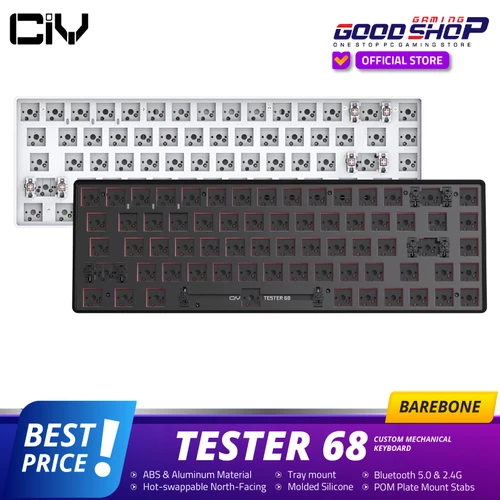 CIY
GAMING
GOOD SHOP
ONE STOP PC GAMING STORE
OFFICIAL STORE
CIY TESTER 68
BAREBONE
BEST
PRICE!
TESTER 68
CUSTOM MECHANICAL
KEYBOARD
• ABS & Aluminum Material
• Tray mount
• Bluetooth 5.0 & 2.4G
• Hot-swappable North-Facing
• Molded Silicone
• POM Plate Mount Stabs